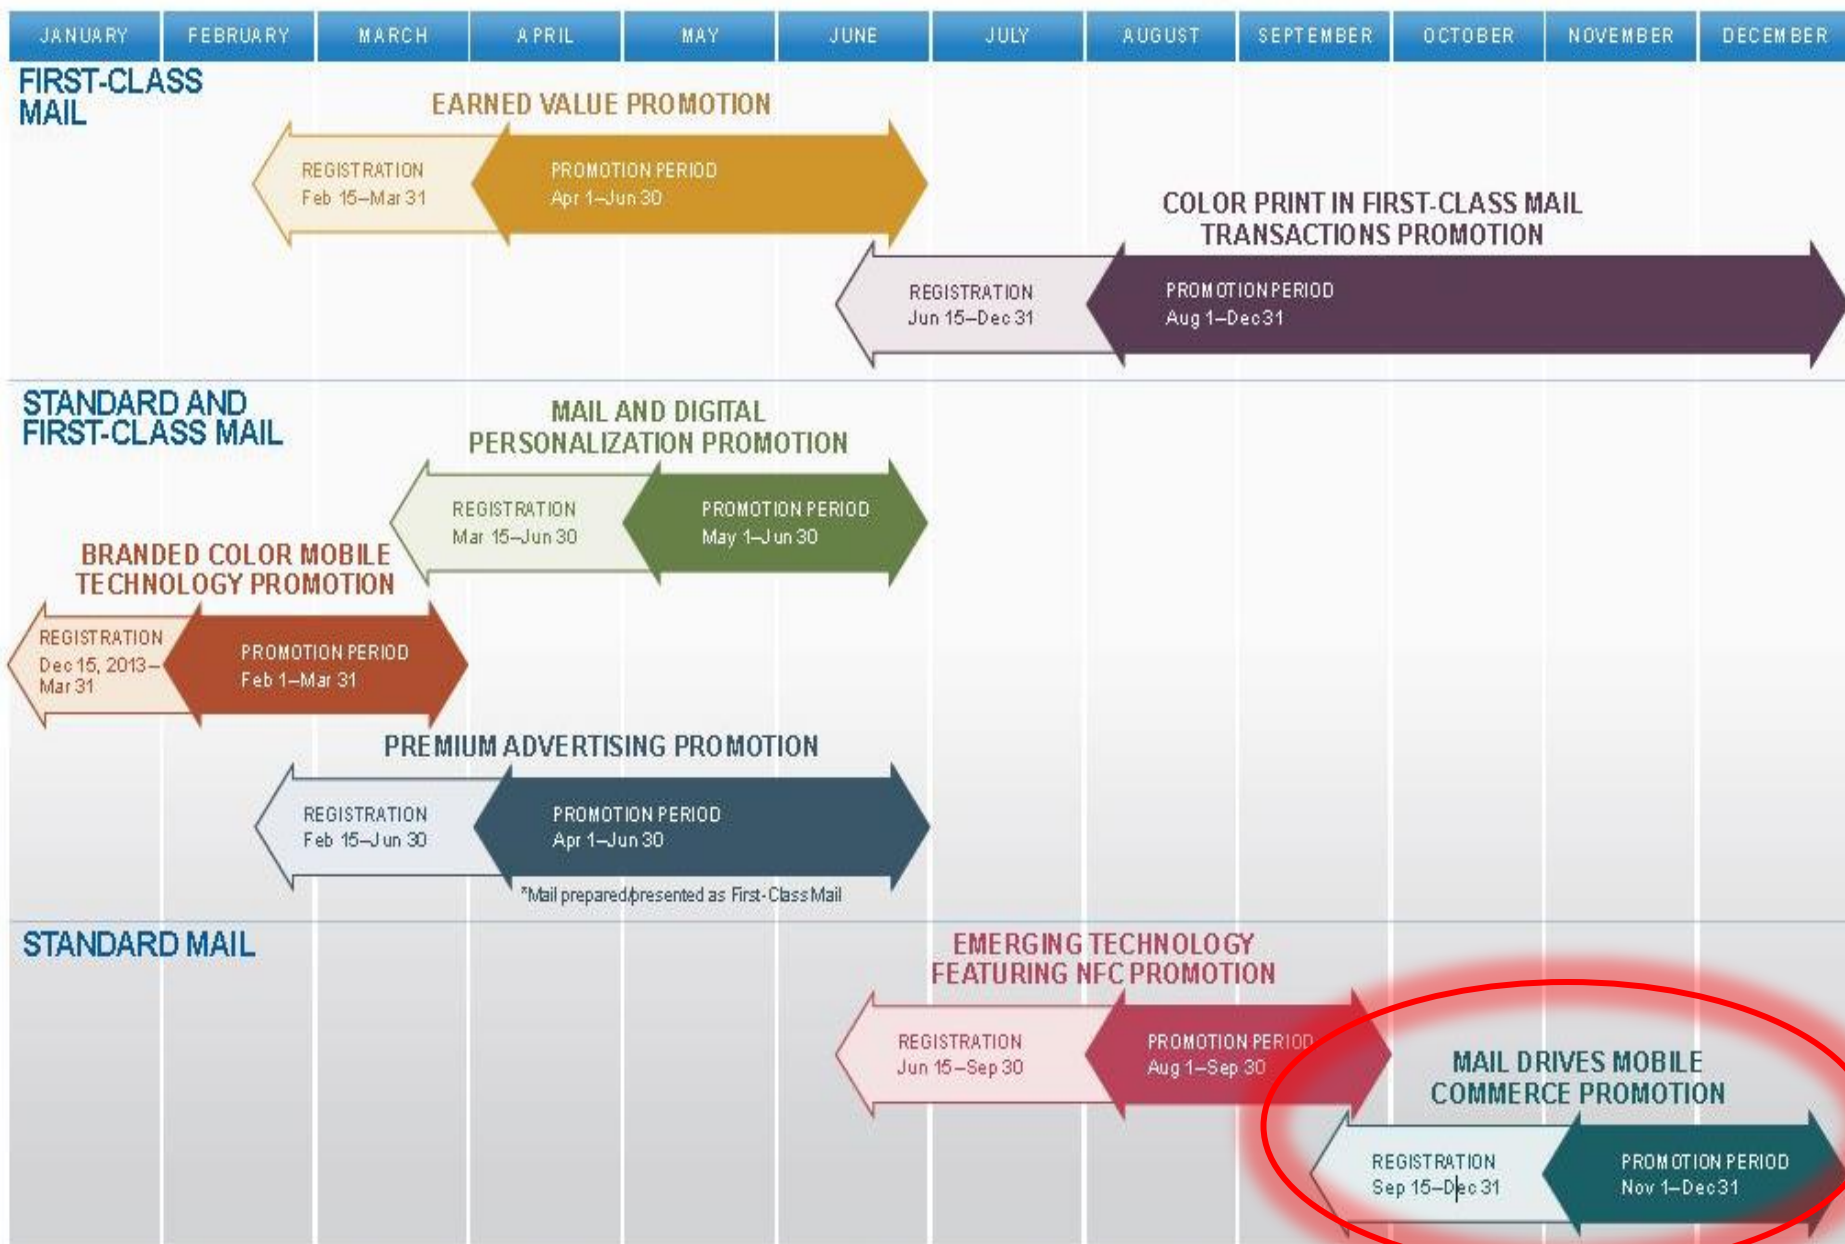 JANUARY FEBRUARY MARCH APRIL MAY JUNE JULY AUGUST SEPTEMBER OCTOBER NOVEMBER DECEMBER
FIRST-CLASS
MAIL
EARNED VALUE PROMOTION
REGISTRATION
Feb 15–Mar 31
PROMOTION PERIOD
Apr 1–Jun 30
COLOR PRINT IN FIRST-CLASS MAIL
TRANSACTIONS PROMOTION
REGISTRATION
Jun 15–Dec 31
PROMOTION PERIOD
Aug 1–Dec 31
STANDARD AND
FIRST-CLASS MAIL
MAIL AND DIGITAL
PERSONALIZATION PROMOTION
REGISTRATION
Mar 15–Jun 30
PROMOTION PERIOD
May 1–Jun 30
BRANDED COLOR MOBILE
TECHNOLOGY PROMOTION
REGISTRATION
Dec 15, 2013–
Mar 31
PROMOTION PERIOD
Feb 1–Mar 31
PREMIUM ADVERTISING PROMOTION
REGISTRATION
Feb 15–Jun 30
PROMOTION PERIOD
Apr 1–Jun 30
*Mail prepared/presented as First-Class Mail
STANDARD MAIL
EMERGING TECHNOLOGY
FEATURING NFC PROMOTION
REGISTRATION
Jun 15–Sep 30
PROMOTION PERIOD
Aug 1–Sep 30
MAIL DRIVES MOBILE
COMMERCE PROMOTION
REGISTRATION
Sep 15–Dec 31
PROMOTION PERIOD
Nov 1–Dec 31